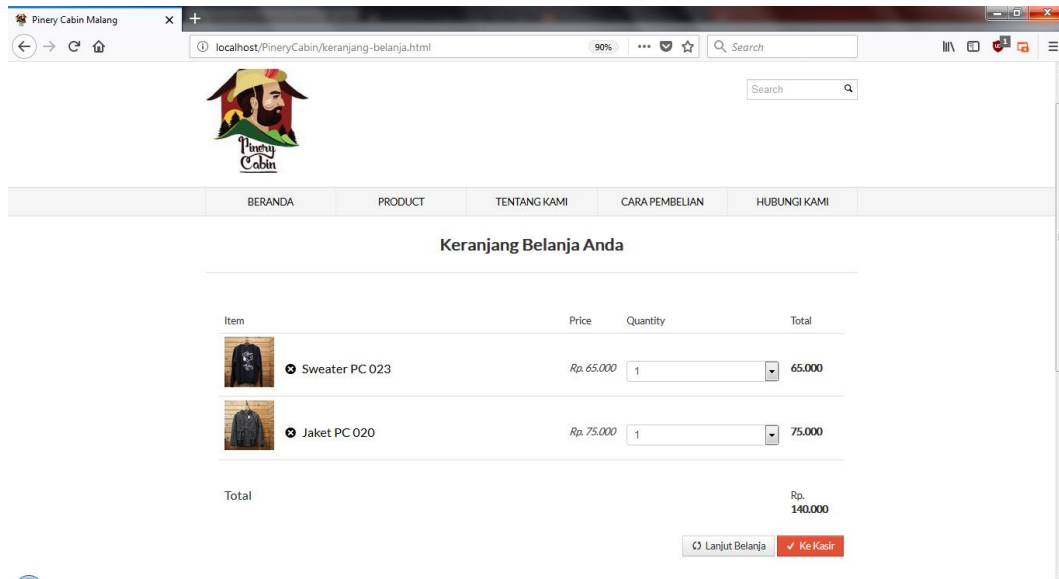 Pinery Cabin Malang
localhost/PineryCabin/keranjang-belanja.html
90%
Search
1
Pinery
Cabin
Search
BERANDA PRODUCT TENTANG KAMI CARA PEMBELIAN HUBUNGI KAMI
Keranjang Belanja Anda
Item Price Quantity Total
Sweater PC 023 Rp. 65.000 1 65.000
Jaket PC 020 Rp. 75.000 1 75.000
Total Rp.
140.000
Lanjut Belanja Ke Kasir